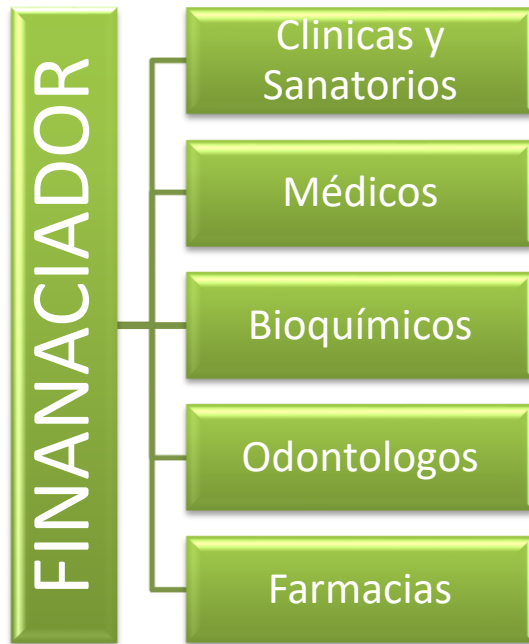 FINANACIADOR
Clinicas y
Sanatorios
Médicos
Bioquímicos
Odontologos
Farmacias